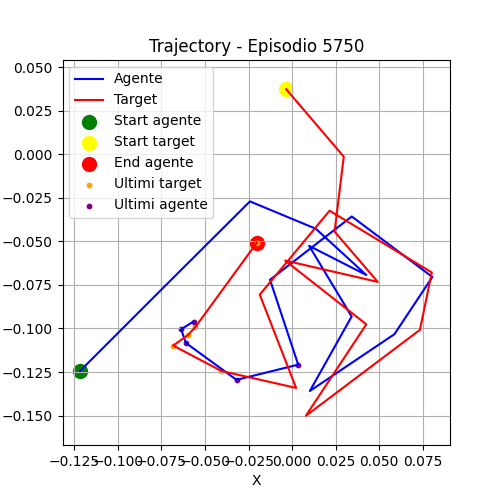 Trajectory - Episodio 5750
Agente
Target
Start agente
Start target
End agente
Ultimi target
Ultimi agente
0.050
0.025
0.000
−0.025
−0.050
−0.075
−0.100
−0.125
−0.150
−0.125 −0.100 −0.075 −0.050 −0.025 0.000 0.025 0.050 0.075
X